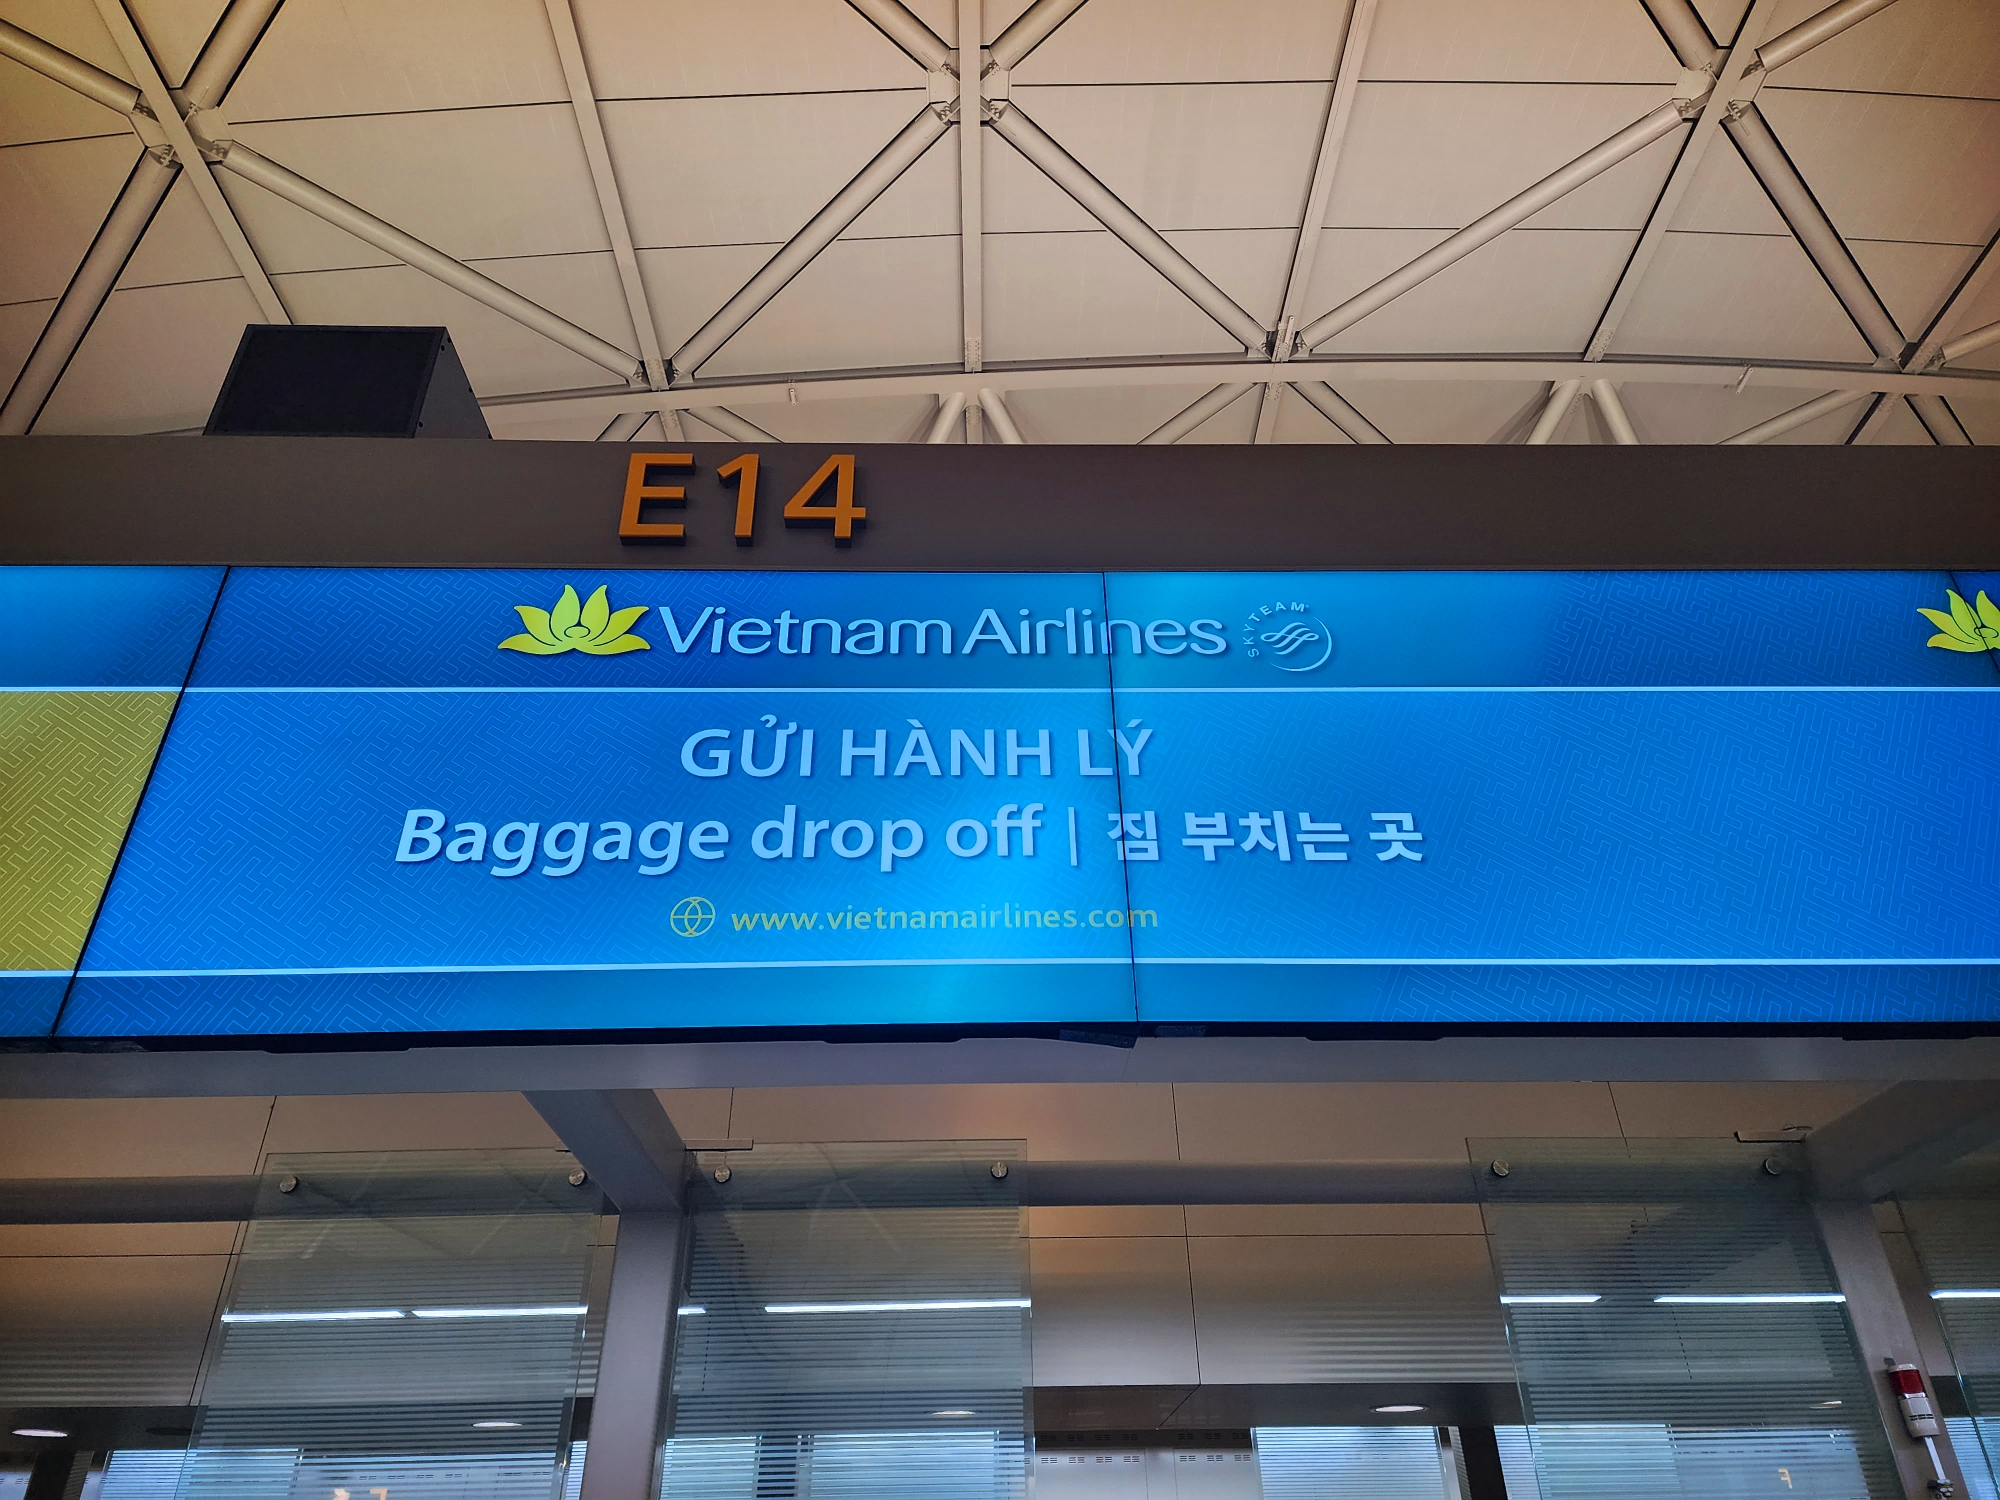 E14
Vietnam Airlines SKYTEAM
GỬI HÀNH LÝ
Baggage drop off | 짐 부치는 곳
www.vietnamairlines.com